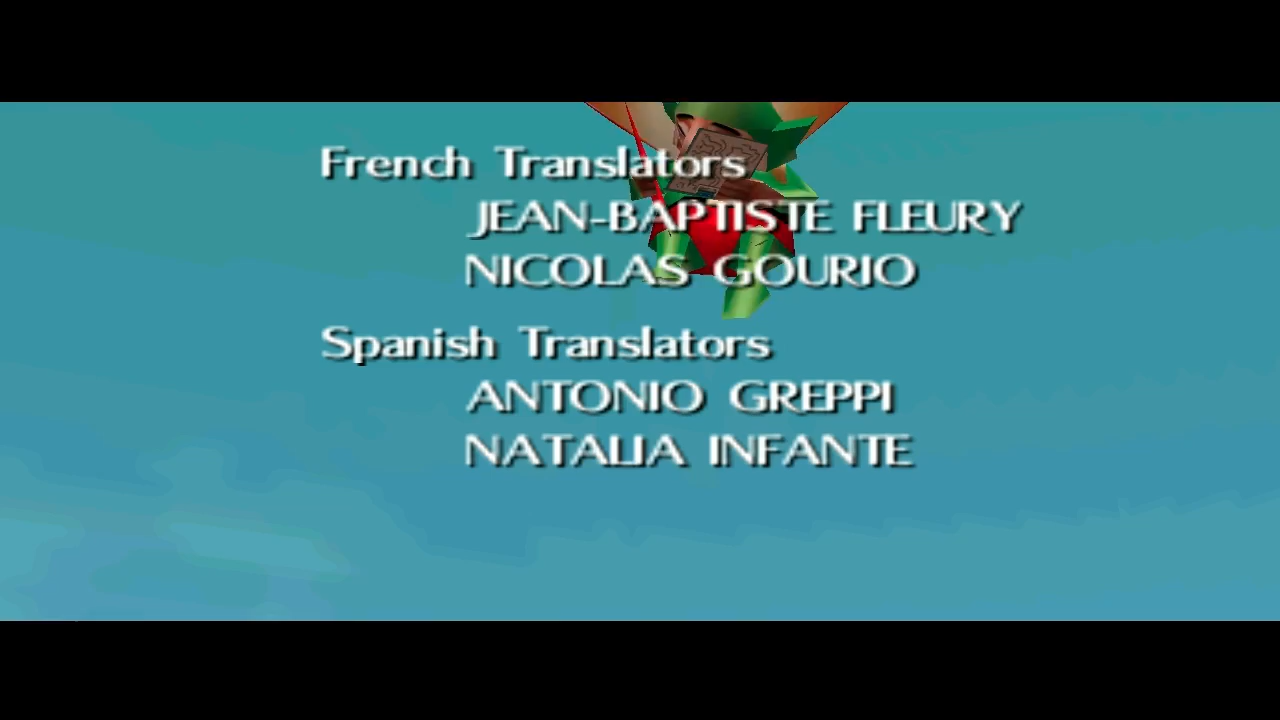 French Translators
JEAN-BAPTISTE FLEURY
NICOLAS GOURIO
Spanish Translators
ANTONIO GREPPI
NATALIA INFANTE